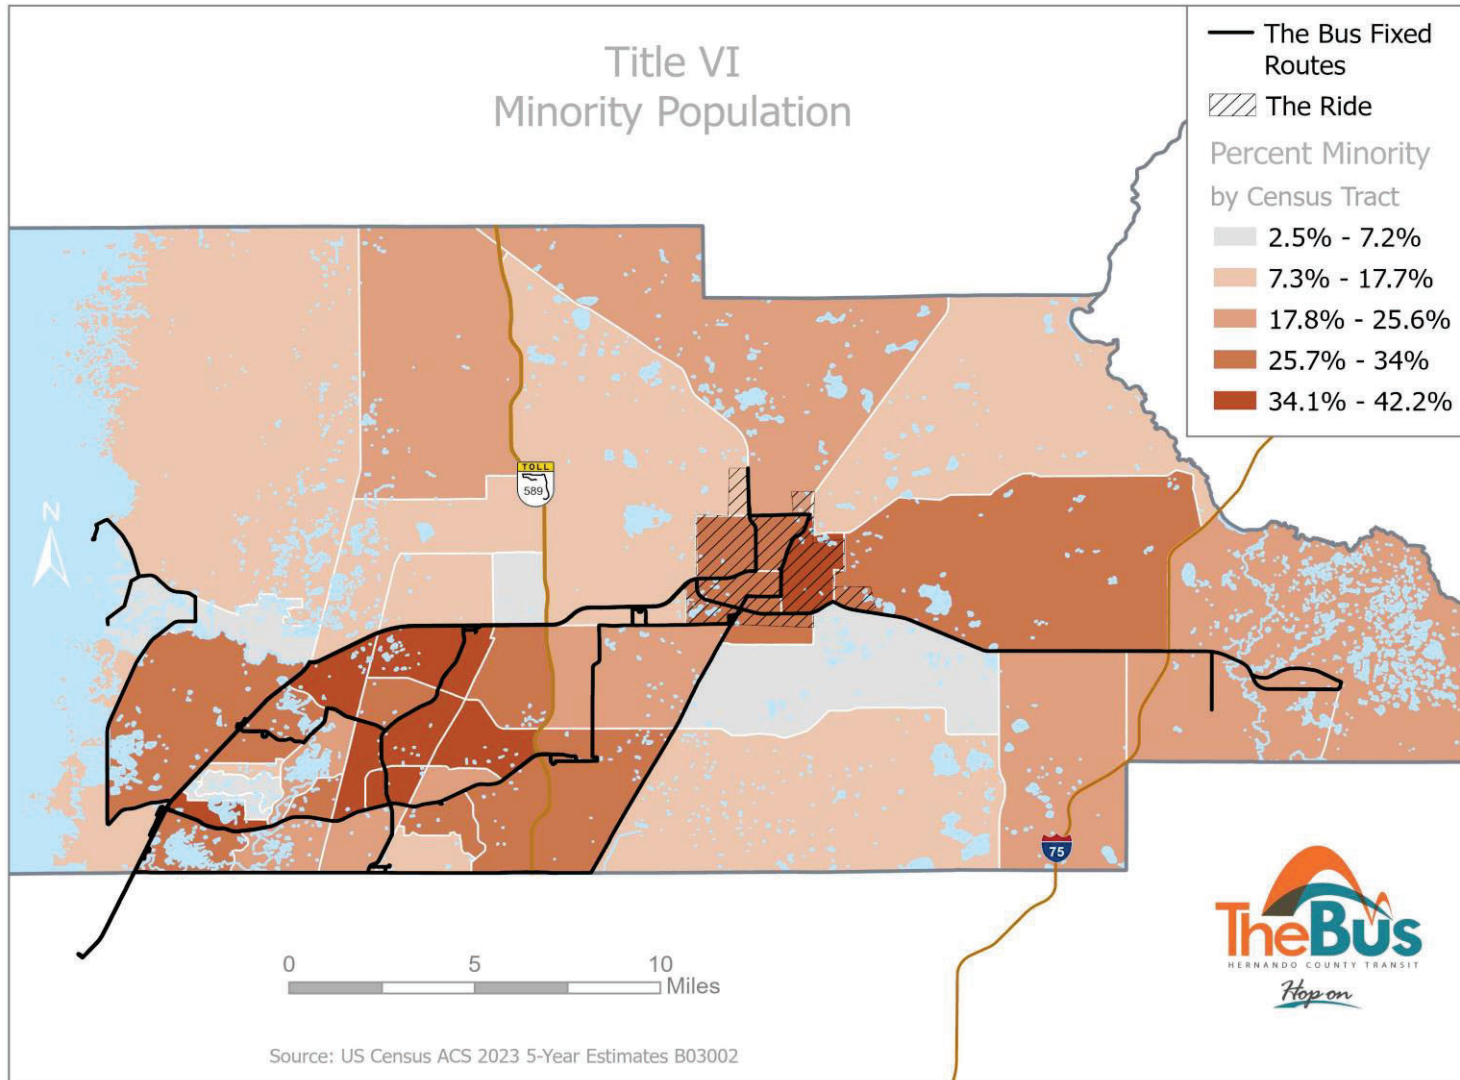 Title VI
Minority Population
The Bus Fixed
Routes
The Ride
Percent Minority
by Census Tract
2.5% - 7.2%
7.3% - 17.7%
17.8% - 25.6%
25.7% - 34%
34.1% - 42.2%
TOLL
589
N
75
TheBus
HERNANDO COUNTY TRANSIT
Hop on
0 5 10
Miles
Source: US Census ACS 2023 5-Year Estimates B03002